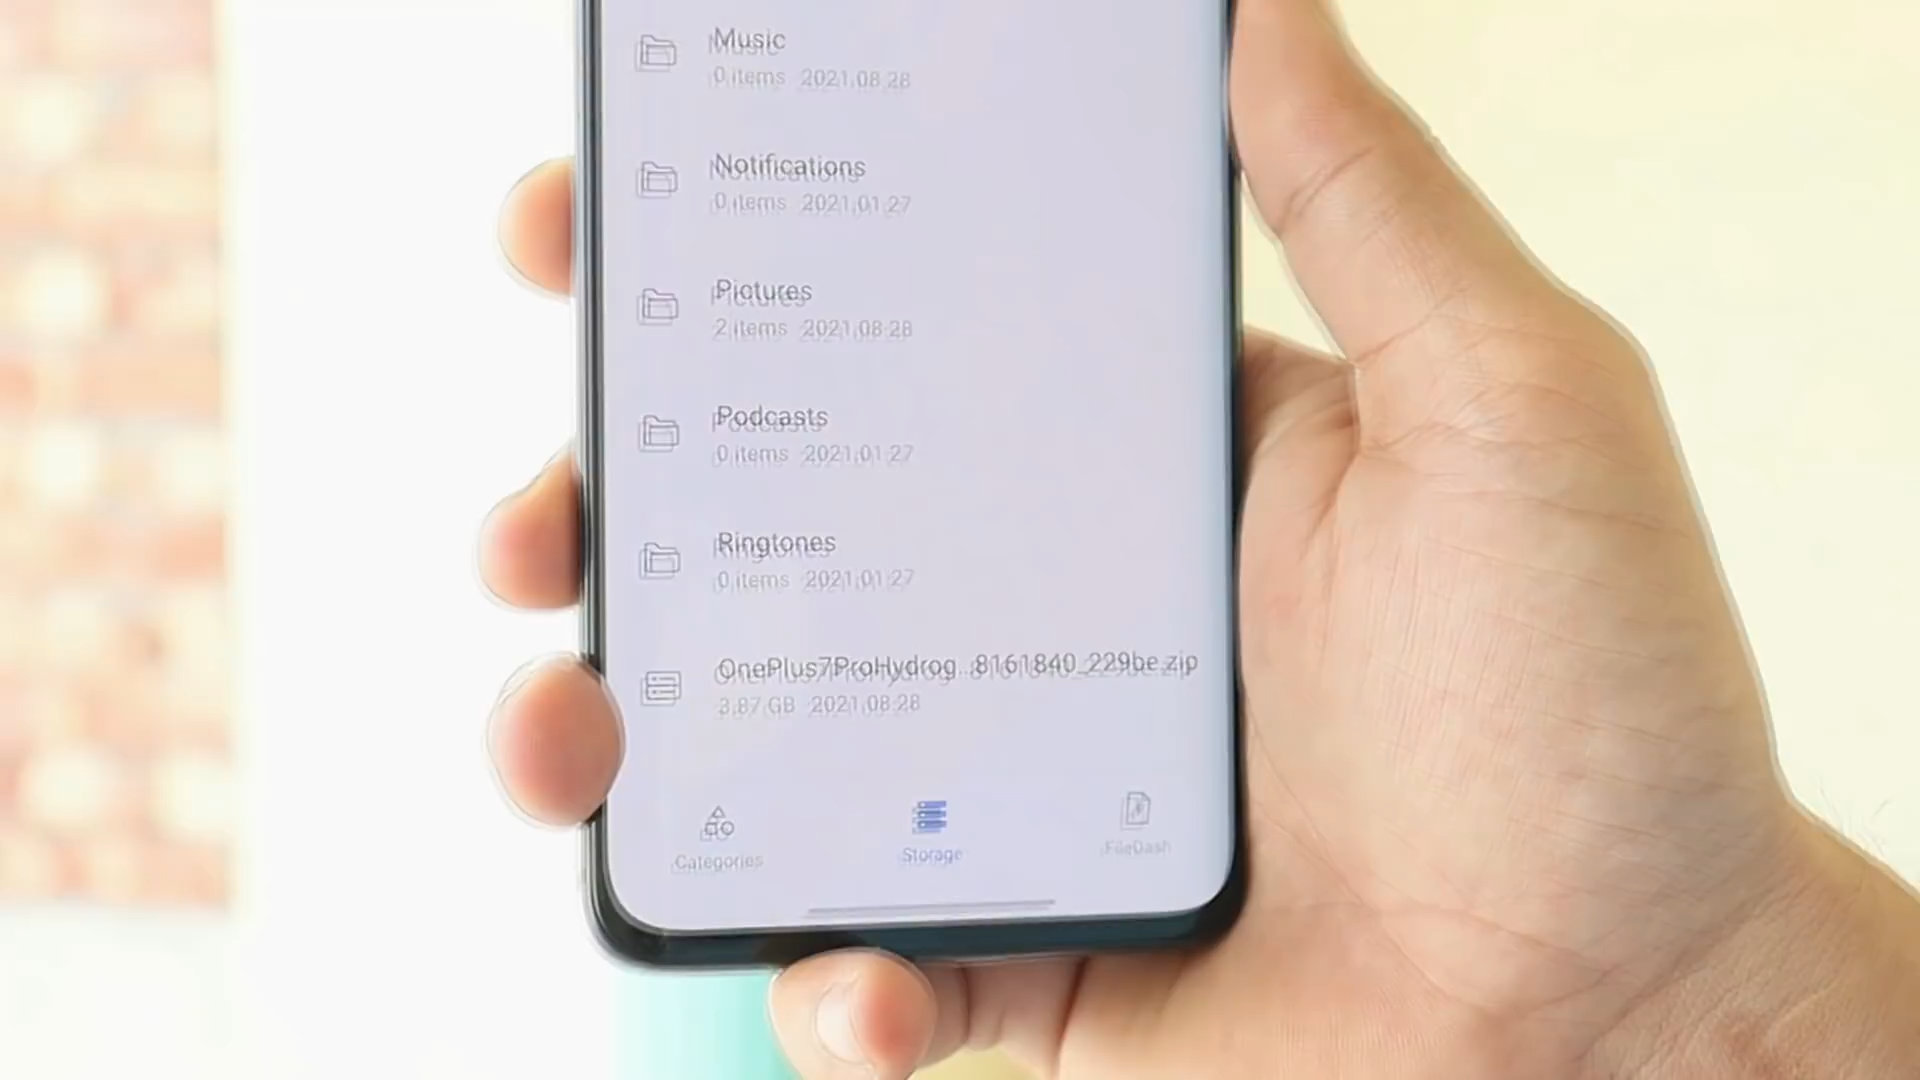 Music
0 items 2021.08.28
Notifications
0 items 2021.01.27
Pictures
2 items 2021.08.28
Podcasts
0 items 2021.01.27
Ringtones
0 items 2021.01.27
OnePlus7ProHydrog...8161840_229be.zip
3.87 GB 2021.08.28
Categories
Storage
FileDash